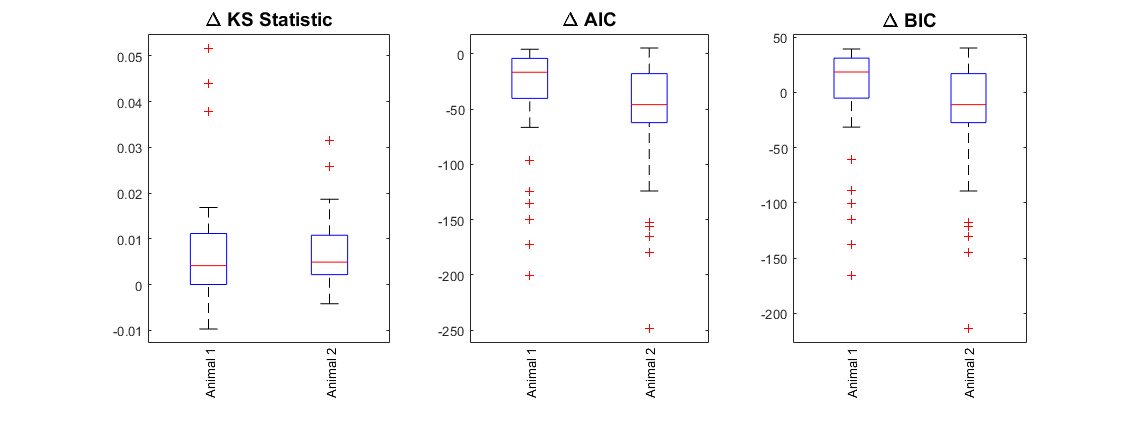 Δ KS Statistic
0.05
0.04
0.03
0.02
0.01
0
-0.01
Animal 1
Animal 2
Δ AIC
0
-50
-100
-150
-200
-250
Animal 1
Animal 2
Δ BIC
50
0
-50
-100
-150
-200
Animal 1
Animal 2